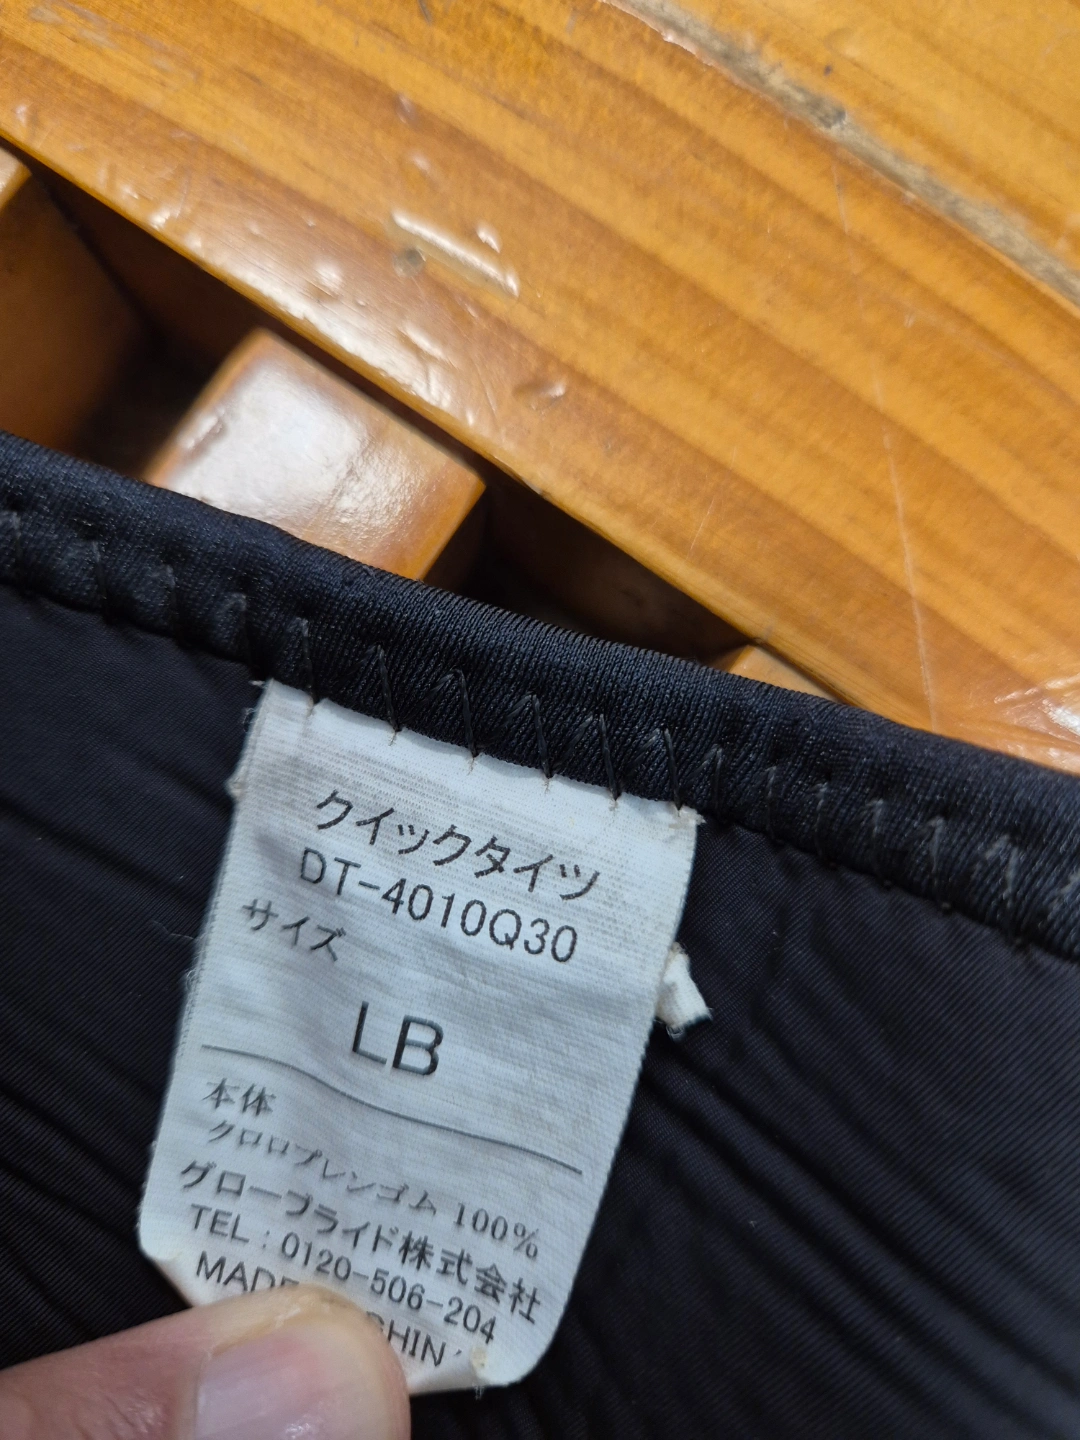 クイックタイツ
DT-4010Q30
サイズ
LB
本体
クロロプレンゴム 100%
グローブライド株式会社
TEL : 0120-506-204